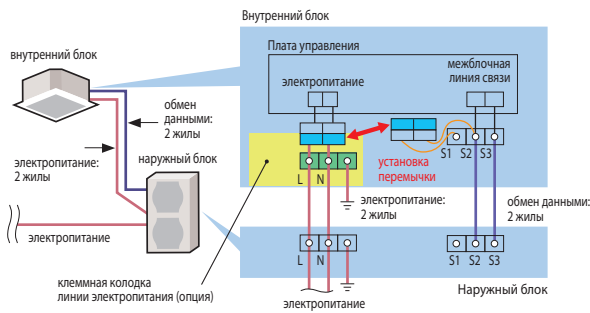 Внутренний блок
Плата управления
внутренний блок
электропитание
межблочная
линия связи
обмен
данными:
2 жилы
S1 S2 S3
установка
перемычки
электропитание:
2 жилы
наружный блок
L N
электропитание:
2 жилы
обмен данными:
2 жилы
электропитание
L N
S1 S2 S3
клеммная колодка
линии электропитания (опция)
Наружный блок
электропитание